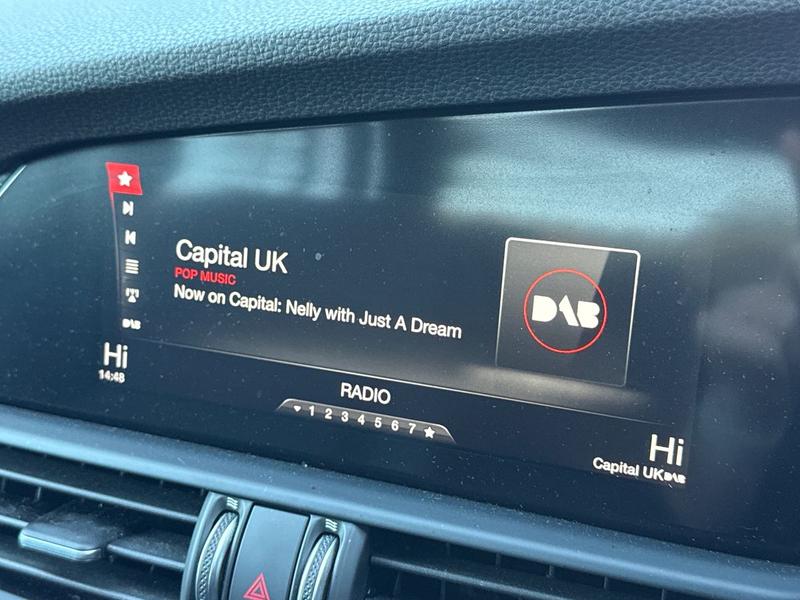 Capital UK
POP MUSIC
Now on Capital: Nelly with Just A Dream
DAB
DAB
Hi
14:48
RADIO
1 2 3 4 5 6 7
Hi
Capital UK DAB